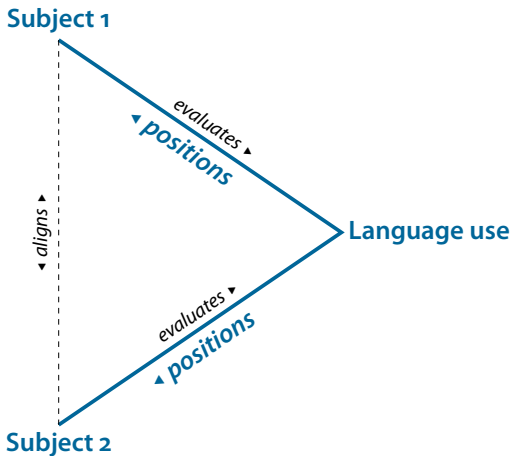 Subject 1
evaluates ►
◄ positions
◄ aligns ►
Language use
evaluates ►
◄ positions
Subject 2